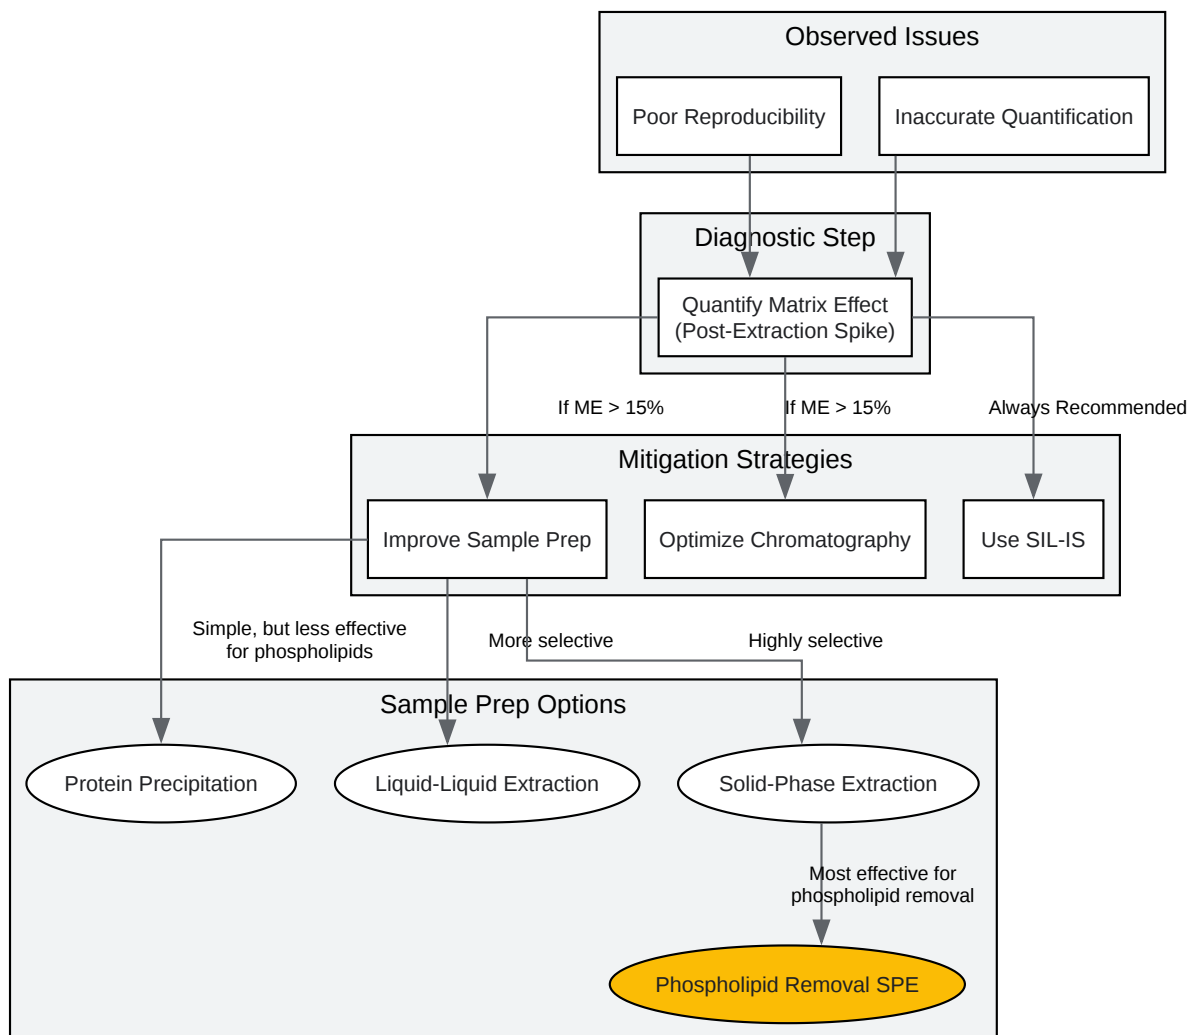 Observed Issues
Poor Reproducibility
Inaccurate Quantification
Diagnostic Step
Quantify Matrix Effect
(Post-Extraction Spike)
If ME > 15%
If ME > 15%
Always Recommended
Mitigation Strategies
Improve Sample Prep
Optimize Chromatography
Use SIL-IS
Simple, but less effective
for phospholipids
More selective
Highly selective
Sample Prep Options
Protein Precipitation
Liquid-Liquid Extraction
Solid-Phase Extraction
Most effective for
phospholipid removal
Phospholipid Removal SPE